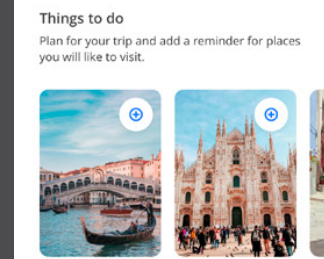 Things to do
Plan for your trip and add a reminder for places
you will like to visit.